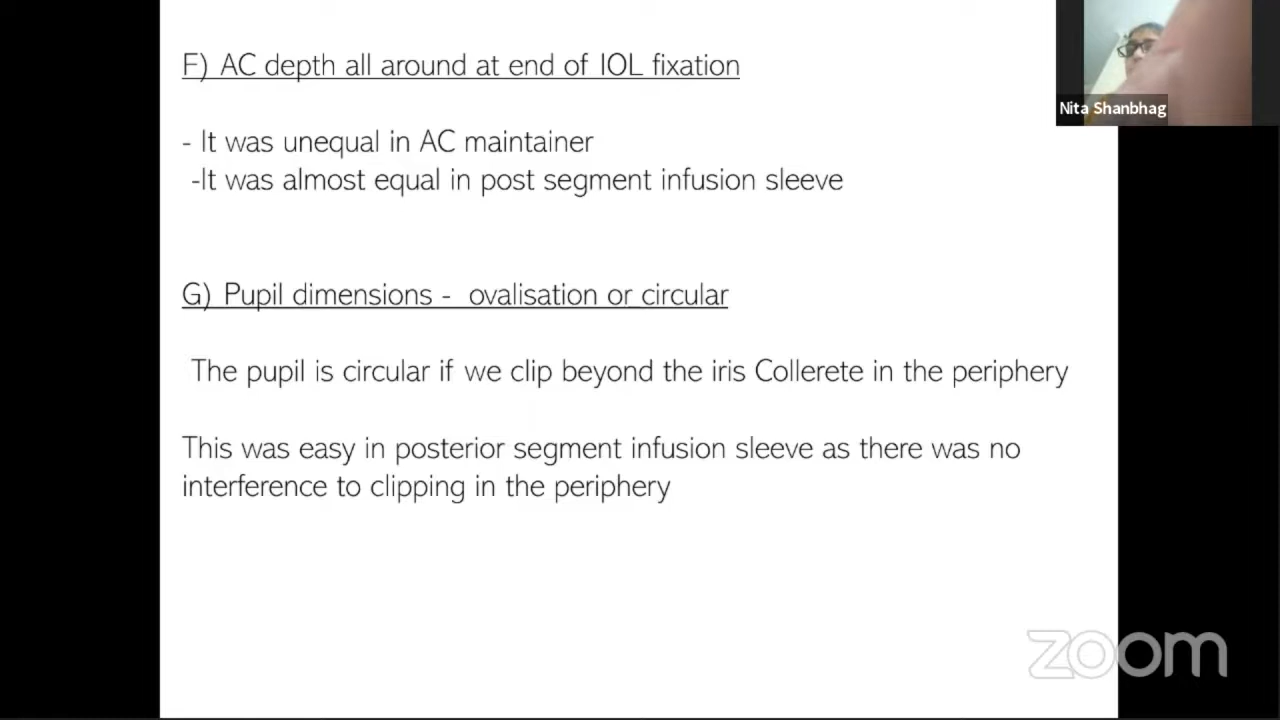 F) AC depth all around at end of IOL fixation
- It was unequal in AC maintainer
-It was almost equal in post segment infusion sleeve
G) Pupil dimensions - ovalisation or circular
The pupil is circular if we clip beyond the iris Collerete in the periphery
This was easy in posterior segment infusion sleeve as there was no
interference to clipping in the periphery
Nita Shanbhag
zoom